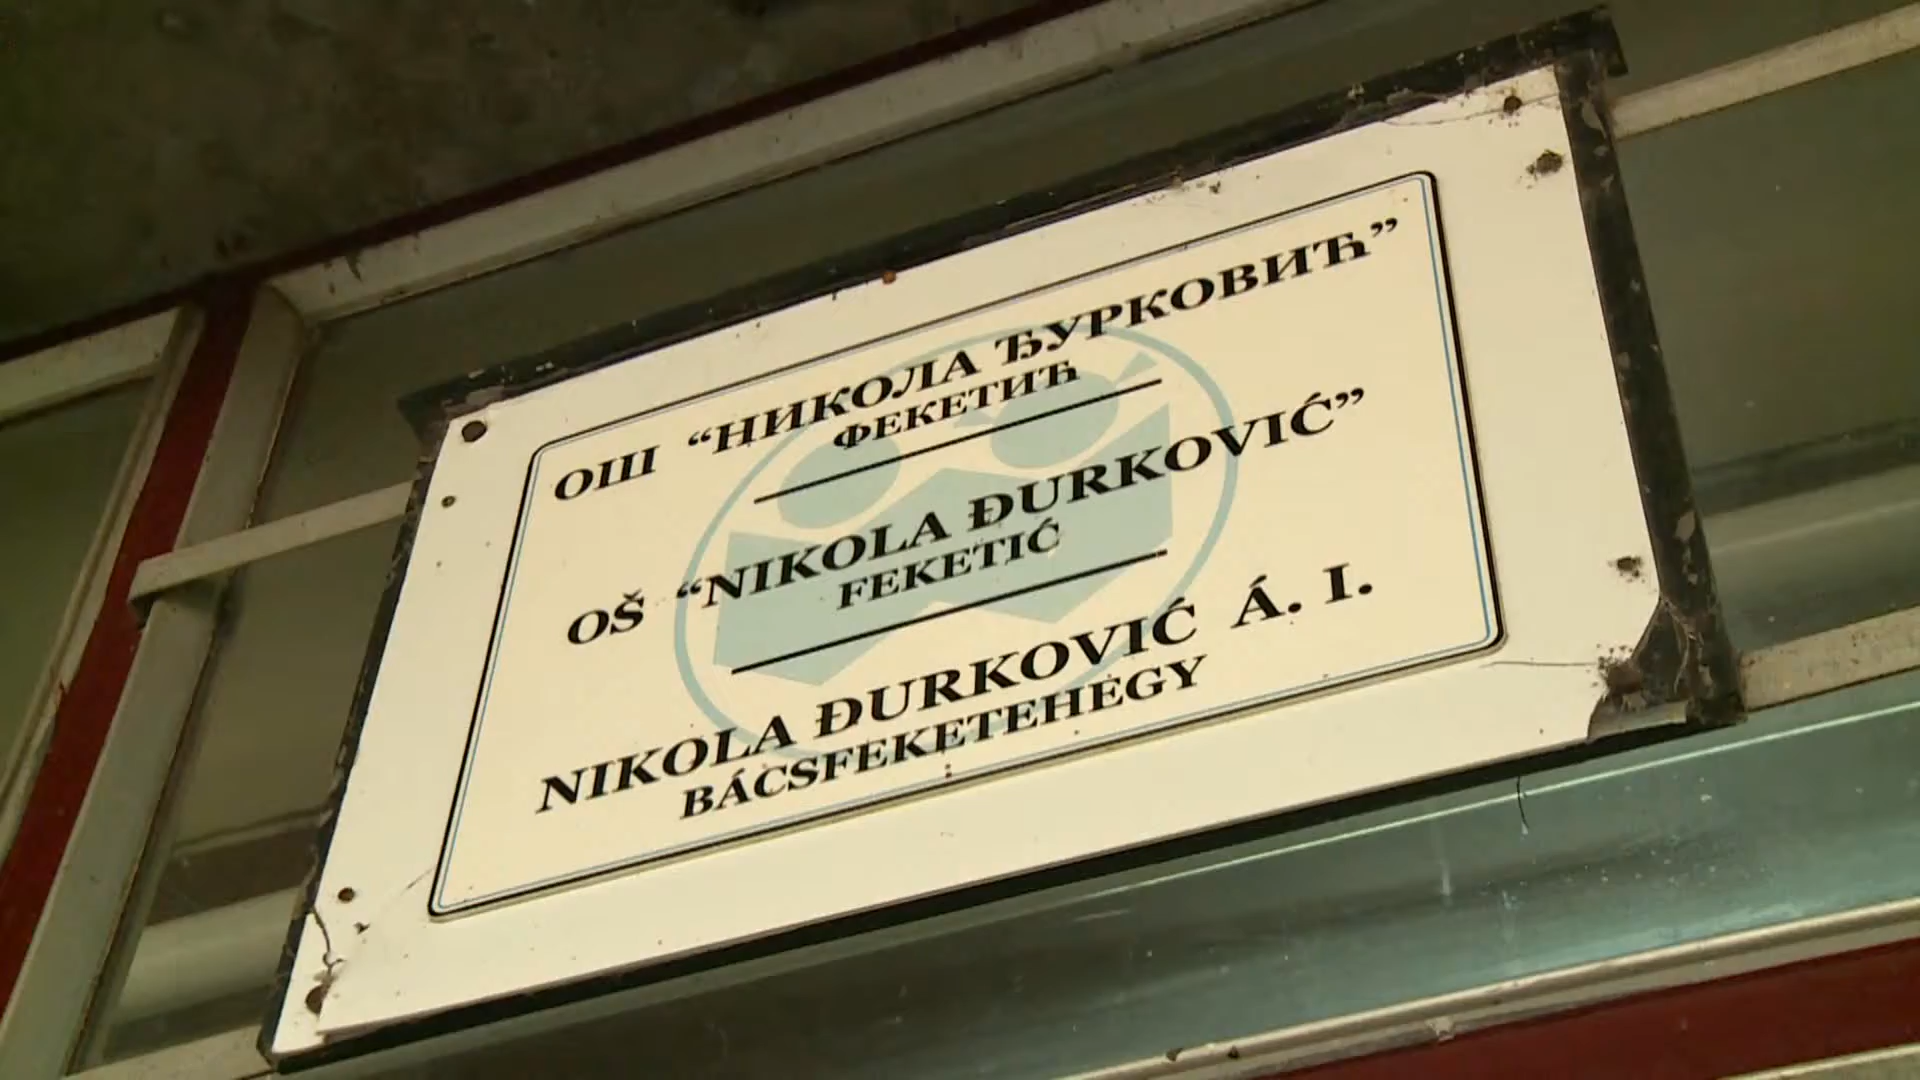 ОШ “НИКОЛА ЂУРКОВИЋ”
ФЕКЕТИЋ
OŠ “NIKOLA ĐURKOVIĆ”
FEKETIĆ
NIKOLA ĐURKOVIĆ Á. I.
BÁCSFEKETEHEGY